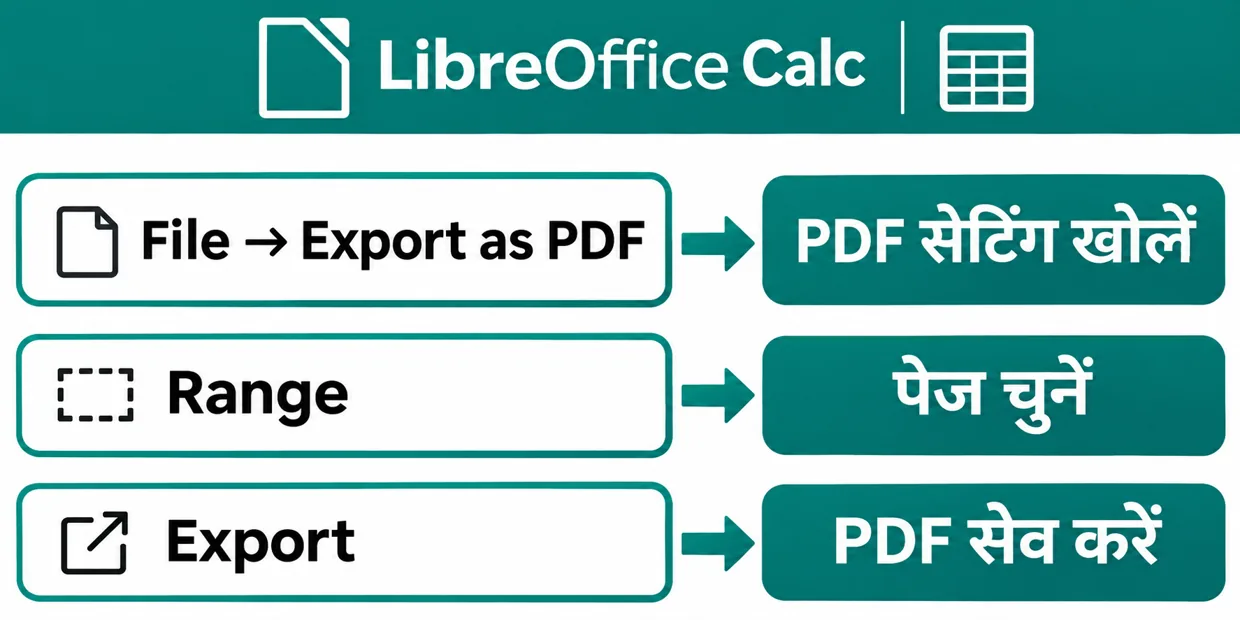 LibreOffice Calc
File → Export as PDF
PDF सेटिंग खोलें
Range
पेज चुनें
Export
PDF सेव करें